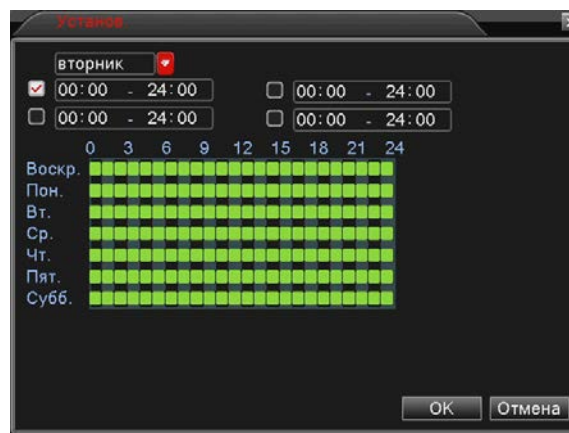 Установ
вторник
00:00 - 24:00 00:00 - 24:00
00:00 - 24:00 00:00 - 24:00
0 3 6 9 12 15 18 21 24
Воскр.
Пон.
Вт.
Ср.
Чт.
Пят.
Субб.
OK Отмена